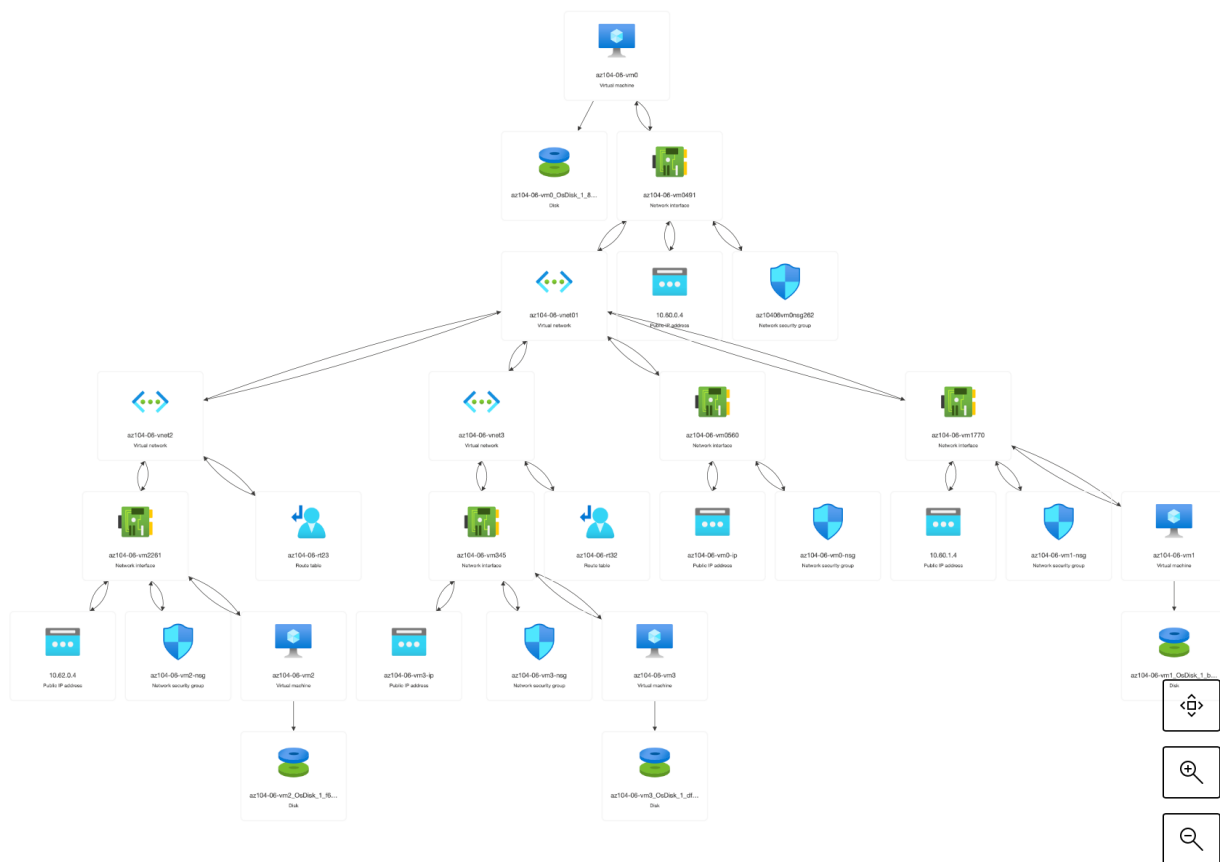 az104-06-vm0
Virtual machine
az104-06-vm0_OsDisk_1_8...
Disk
az104-06-vm0491
Network interface
az104-06-vnet01
Virtual network
10.60.0.4
Public IP address
az10406vm0nsg262
Network security group
az104-06-vnet2
Virtual network
az104-06-vnet3
Virtual network
az104-06-vm0560
Network interface
az104-06-vm1770
Network interface
az104-06-vm2261
Network interface
az104-06-rt23
Route table
az104-06-vm345
Network interface
az104-06-rt32
Route table
az104-06-vm0-ip
Public IP address
az104-06-vm0-nsg
Network security group
10.60.1.4
Public IP address
az104-06-vm1-nsg
Network security group
az104-06-vm1
Virtual machine
10.62.0.4
Public IP address
az104-06-vm2-nsg
Network security group
az104-06-vm2
Virtual machine
az104-06-vm3-ip
Public IP address
az104-06-vm3-nsg
Network security group
az104-06-vm3
Virtual machine
az104-06-vm1_OsDisk_1_b...
Disk
az104-06-vm2_OsDisk_1_f6...
Disk
az104-06-vm3_OsDisk_1_df...
Disk